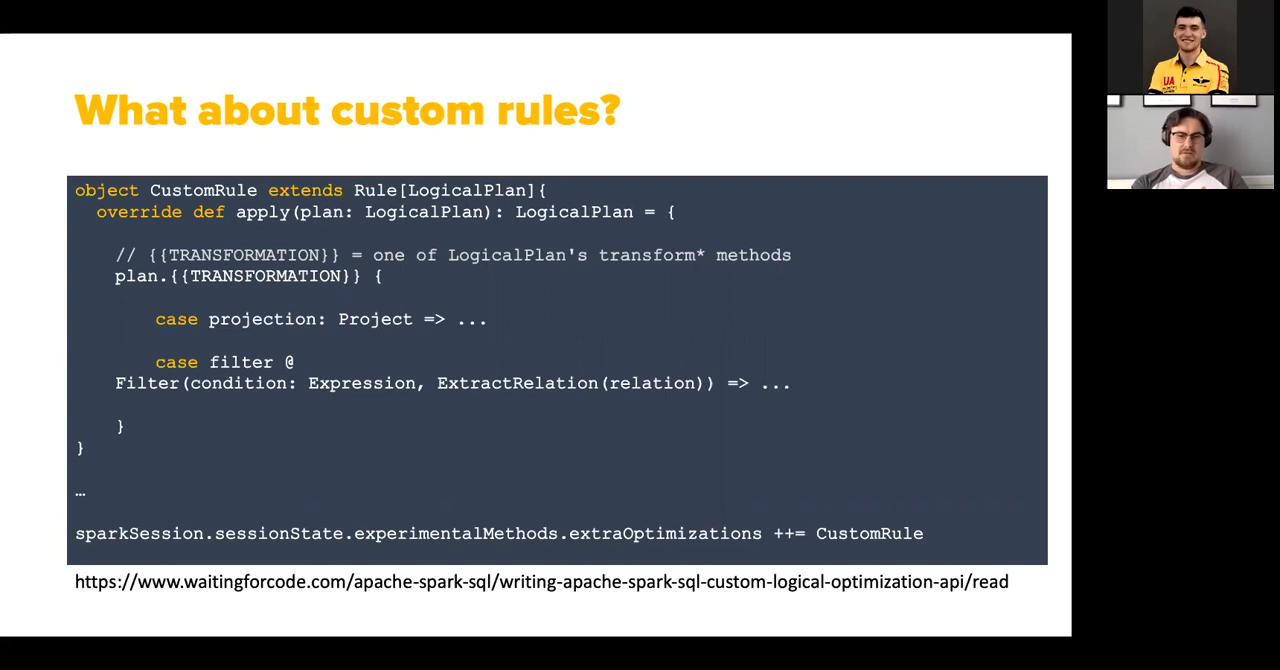 What about custom rules?
object CustomRule extends Rule[LogicalPlan]{
override def apply(plan: LogicalPlan): LogicalPlan = {
// {{TRANSFORMATION}} = one of LogicalPlan's transform* methods
plan.{{TRANSFORMATION}} {
case projection: Project => ...
case filter @
Filter(condition: Expression, ExtractRelation(relation)) => ...
}
}
…
sparkSession.sessionState.experimentalMethods.extraOptimizations ++= CustomRule
https://www.waitingforcode.com/apache-spark-sql/writing-apache-spark-sql-custom-logical-optimization-api/read
UA